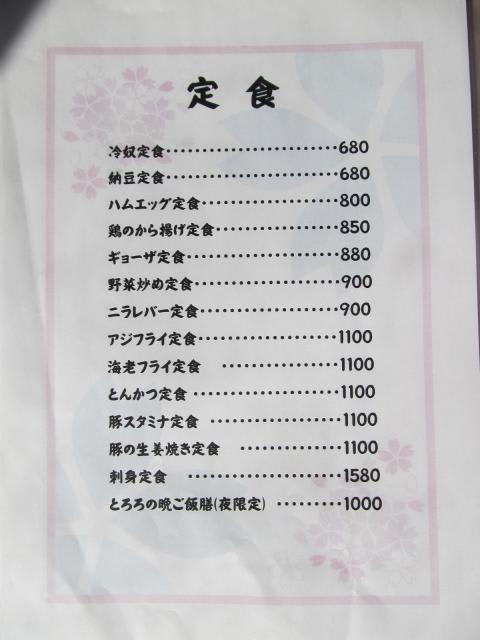 定食
冷奴定食・・・・・・・・・・・・・・・・・・・・・・・・680
納豆定食・・・・・・・・・・・・・・・・・・・・・・・・680
ハムエッグ定食・・・・・・・・・・・・・・・・・・・800
鶏のから揚げ定食・・・・・・・・・・・・・・・・・850
ギョーザ定食・・・・・・・・・・・・・・・・・・・・・880
野菜炒め定食・・・・・・・・・・・・・・・・・・・・900
ニラレバー定食・・・・・・・・・・・・・・・・・・・900
アジフライ定食・・・・・・・・・・・・・・・・・・・1100
海老フライ定食 ・・・・・・・・・・・・・・・・1100
とんかつ定食 ・・・・・・・・・・・・・・・・・・・・1100
豚スタミナ定食 ・・・・・・・・・・・・・・・・・・1100
豚の生姜焼き定食 ・・・・・・・・・・・・・・1100
刺身定食 ・・・・・・・・・・・・・・・・・1580
とろろの晩ご飯膳(夜限定) ・・・・・・・・・1000